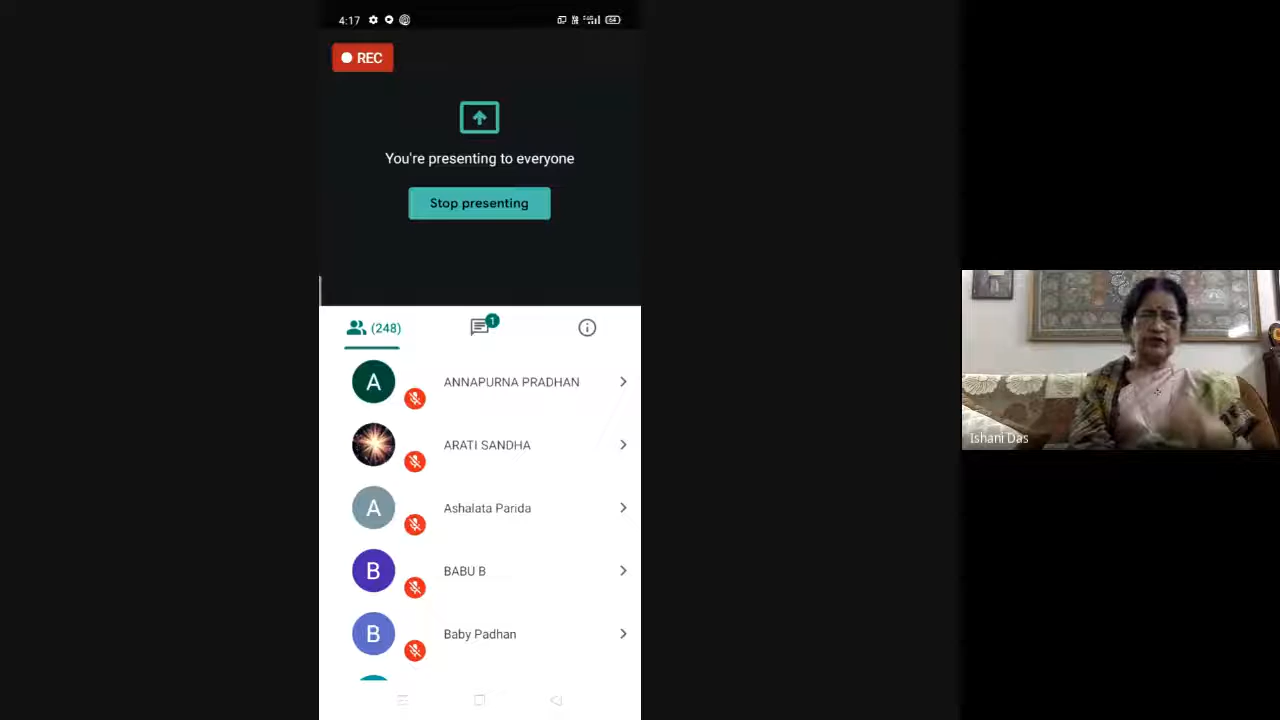 4:17
64
REC
You're presenting to everyone
Stop presenting
(248)
1
A
ANNAPURNA PRADHAN
ARATI SANDHA
A
Ashalata Parida
B
BABU B
B
Baby Padhan
Ishani Das